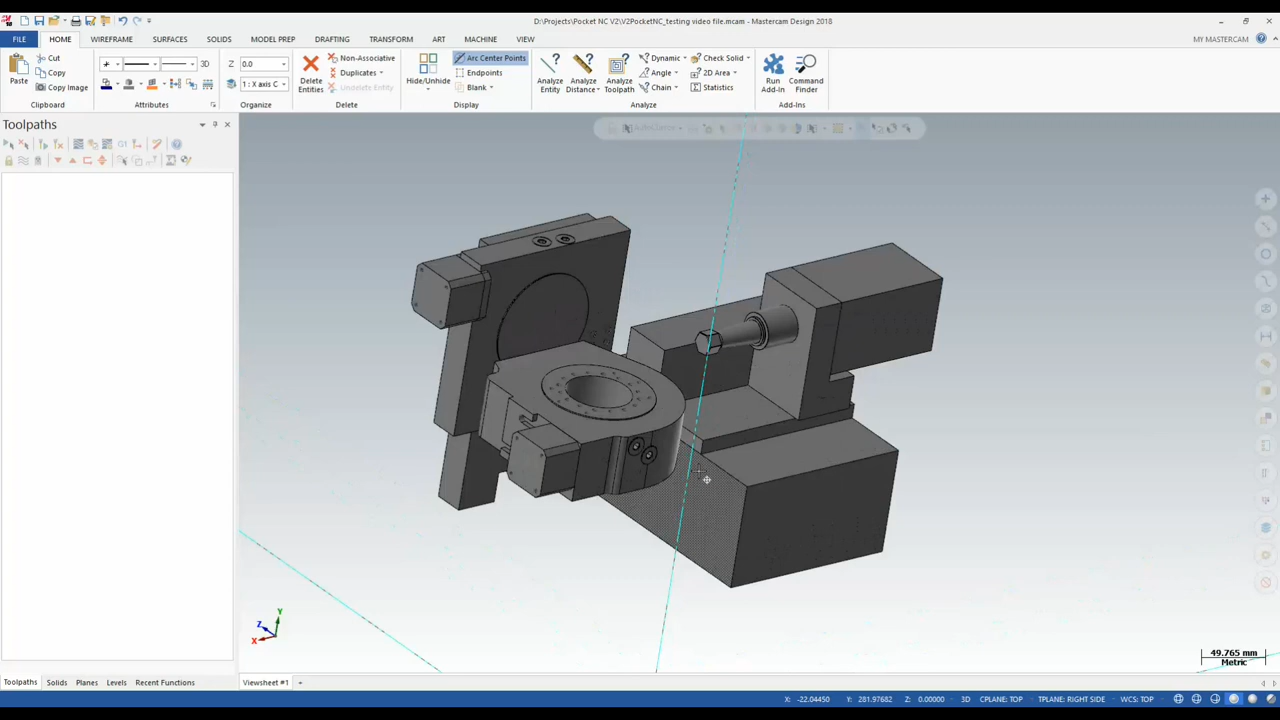 D:\Projects\Pocket NC V2\V2PocketNC_testing video file.mcam - Mastercam Design 2018
FILE HOME WIREFRAME SURFACES SOLIDS MODEL PREP DRAFTING TRANSFORM ART MACHINE VIEW MY MASTERCAM
Paste
Cut
Copy
Copy Image
Clipboard
3D
Attributes
Z 0.0
1 : X axis C
Organize
Delete Entities
Non-Associative
Duplicates
Undelete Entity
Delete
Hide/Unhide
Arc Center Points
Endpoints
Blank
Display
Analyze Entity
Analyze Distance
Analyze Toolpath
Dynamic
Angle
Chain
Check Solid
2D Area
Statistics
Analyze
Run Add-In
Command Finder
Add-Ins
Toolpaths
G1
AutoCursor
Y
Z
X
49.765 mm
Metric
Toolpaths Solids Planes Levels Recent Functions
Viewsheet #1 +
X: -22.04450 Y: 281.97682 Z: 0.00000 3D CPLANE: TOP TPLANE: RIGHT SIDE WCS: TOP